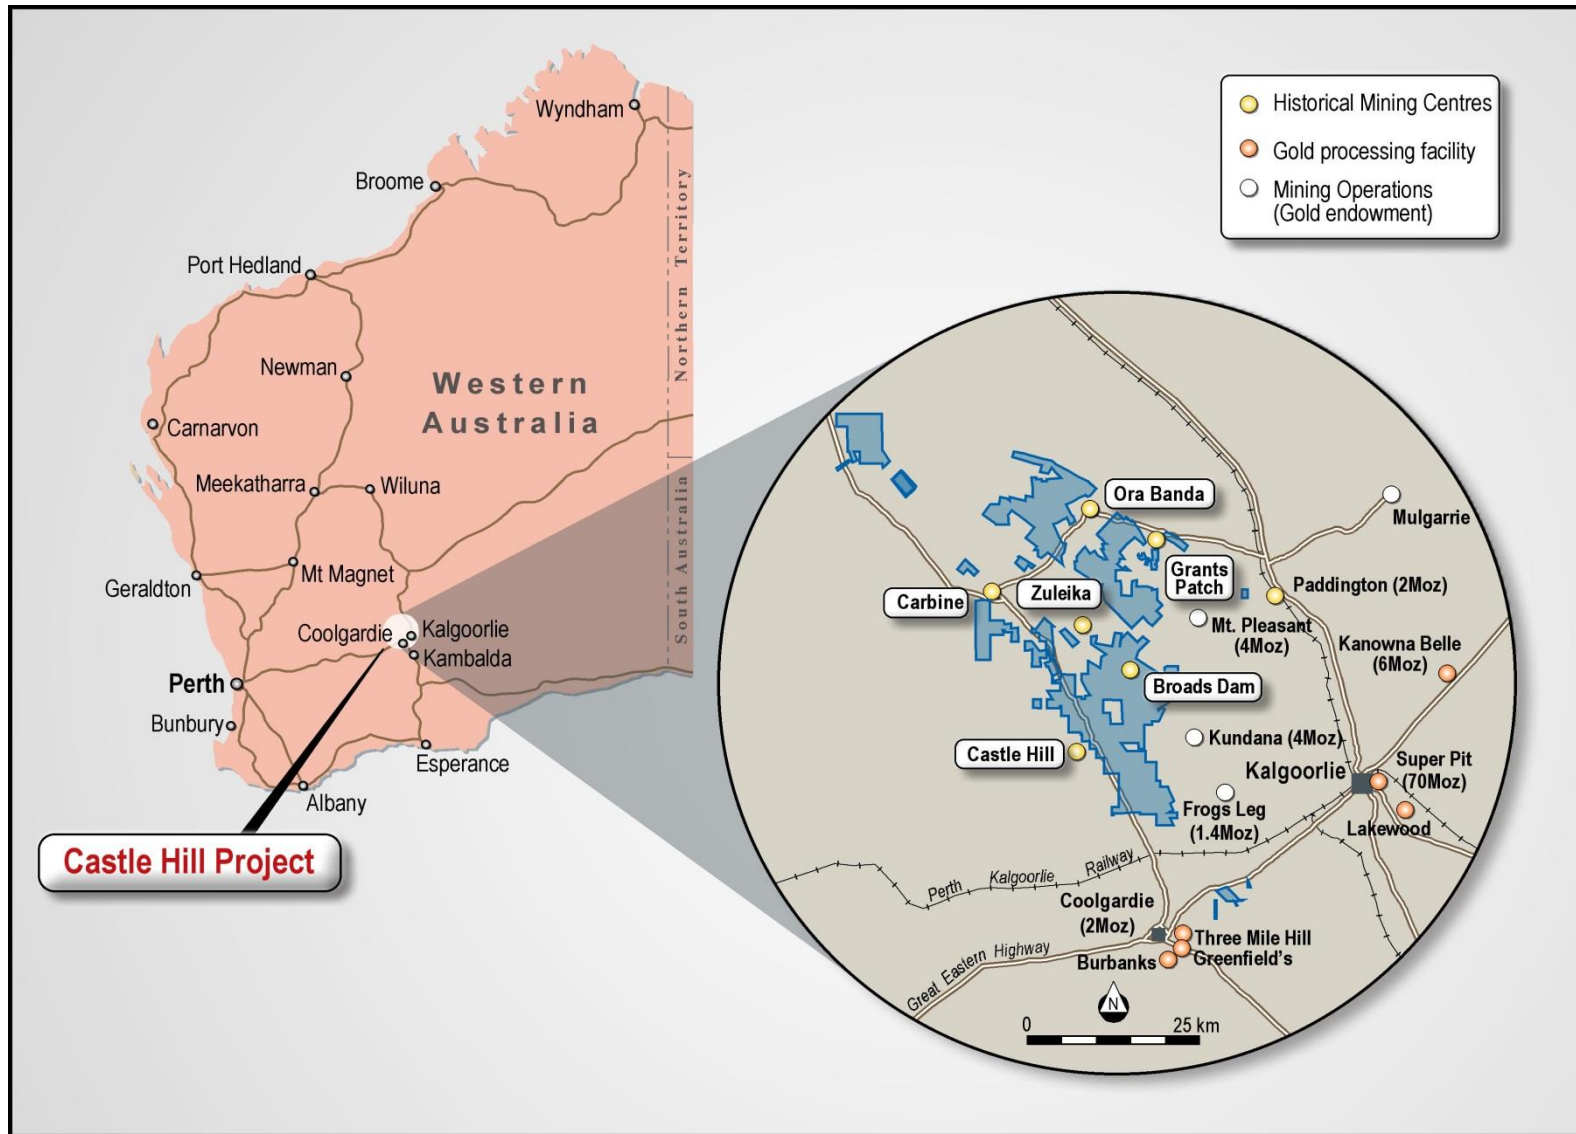 Wyndham
Broome
Port Hedland
Newman
Western
Australia
Northern Territory
South Australia
Carnarvon
Meekatharra
Wiluna
Mt Magnet
Geraldton
Coolgardie
Kalgoorlie
Kambalda
Perth
Bunbury
Esperance
Albany
Castle Hill Project
Historical Mining Centres
Gold processing facility
Mining Operations
(Gold endowment)
Ora Banda
Mulgarrie
Grants
Patch
Zuleika
Carbine
Paddington (2Moz)
Mt. Pleasant
(4Moz)
Kanowna Belle
(6Moz)
Broads Dam
Castle Hill
Kundana (4Moz)
Kalgoorlie
Super Pit
(70Moz)
Frogs Leg
(1.4Moz)
Lakewood
Perth Kalgoorlie Railway
Coolgardie
(2Moz)
Three Mile Hill
Greenfield's
Burbanks
Great Eastern Highway
N
0 25 km